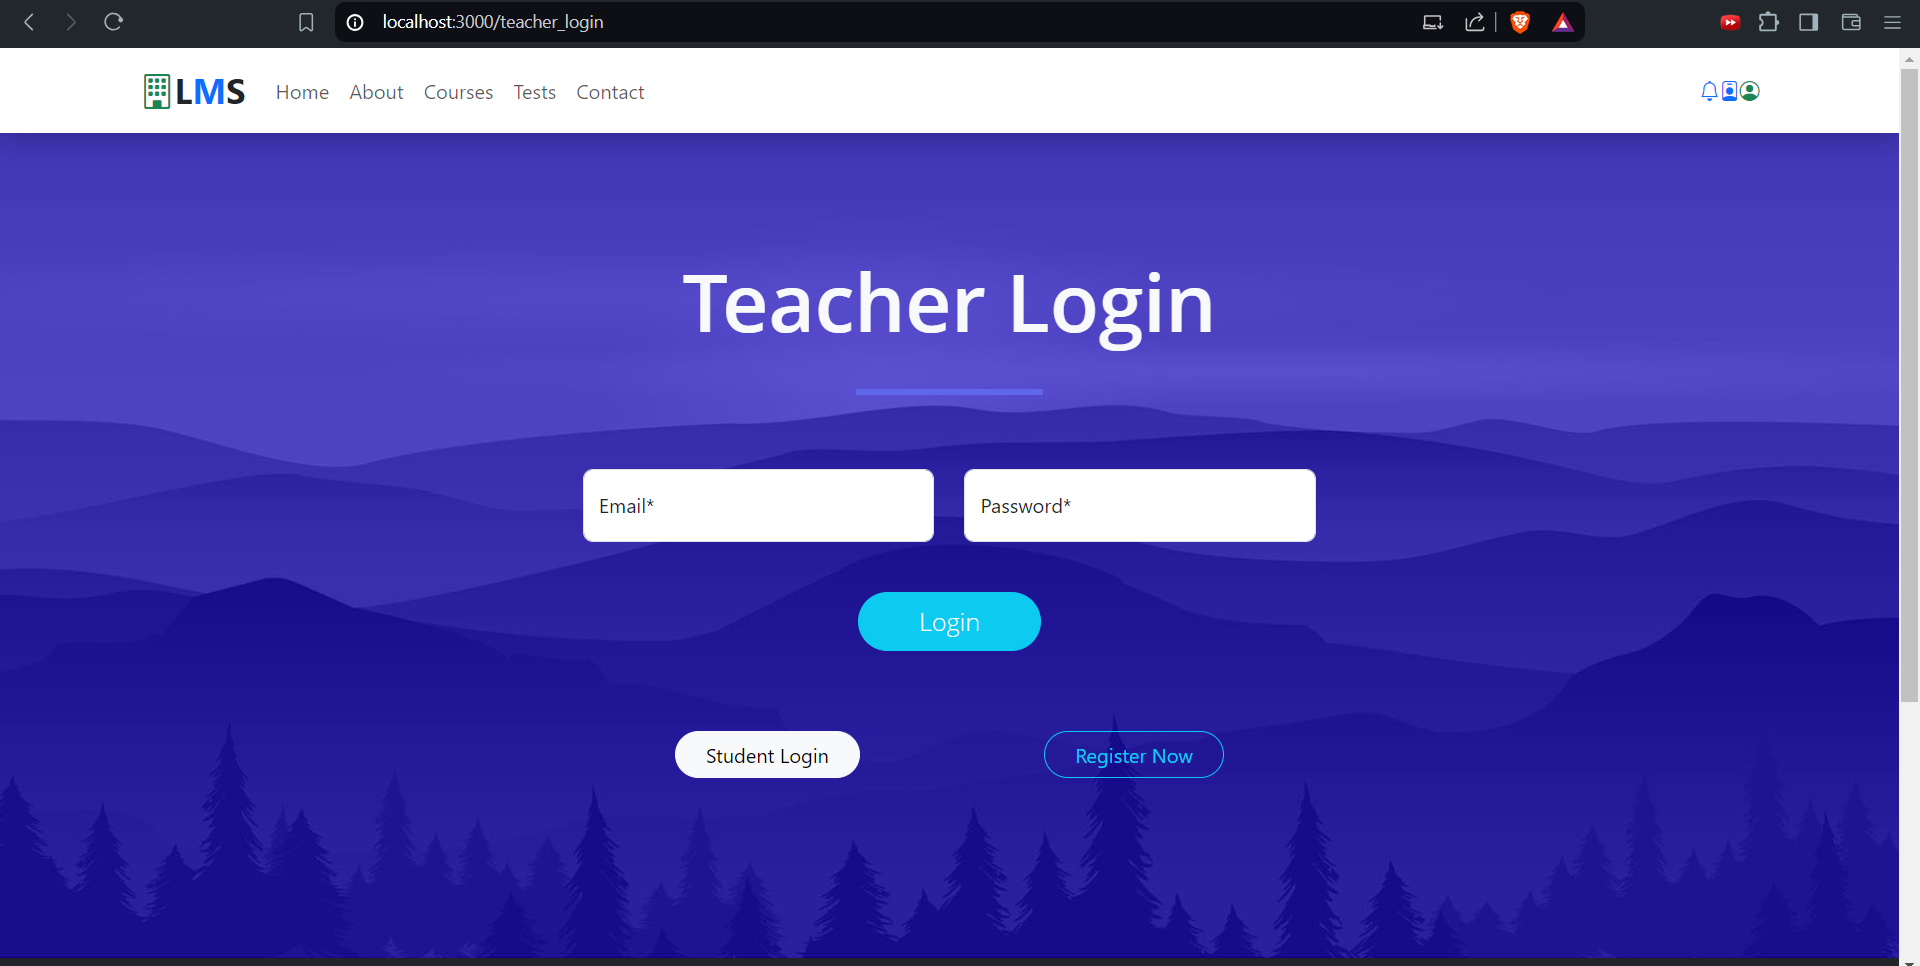 localhost:3000/teacher_login
LMS Home About Courses Tests Contact
Teacher Login
Email* Password*
Login
Student Login Register Now